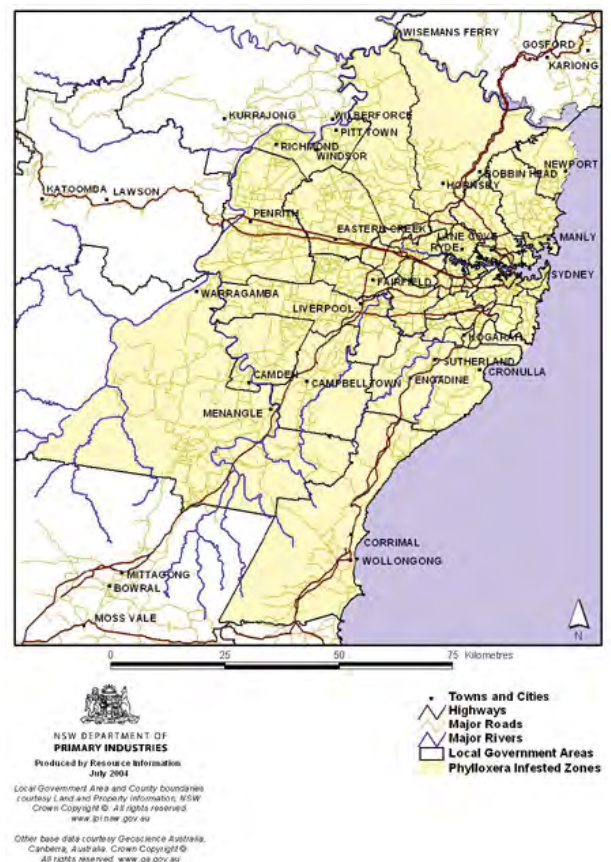 WISEMANS FERRY
GOSFORD
KARIONG
KURRAJONG
WILBERFORCE
PITT TOWN
RICHMOND
WINDSOR
BOBBIN HEAD
NEWPORT
HORNSBY
KATOOMBA
LAWSON
PENRITH
EASTERN CREEK
LANE COVE
RYDE
MANLY
SYDNEY
WARRAGAMBA
FAIRFIELD
LIVERPOOL
KOGARAH
SUTHERLAND
CRONULLA
CAMDEN
CAMPBELLTOWN
ENGADINE
MENANGLE
CORRIMAL
WOLLONGONG
MITTAGONG
BOWRAL
MOSS VALE
N
0 25 50 75 Kilometres
NSW DEPARTMENT OF
PRIMARY INDUSTRIES
Produced by Resource Information
July 2004
Local Government Area and County boundaries
courtesy Land and Property Information, NSW
Crown Copyright © All rights reserved.
www.lpi.nsw.gov.au
Other base data courtesy Geoscience Australia,
Canberra, Australia. Crown Copyright ©
All rights reserved. www.ga.gov.au
Towns and Cities
Highways
Major Roads
Major Rivers
Local Government Areas
Phylloxera Infested Zones